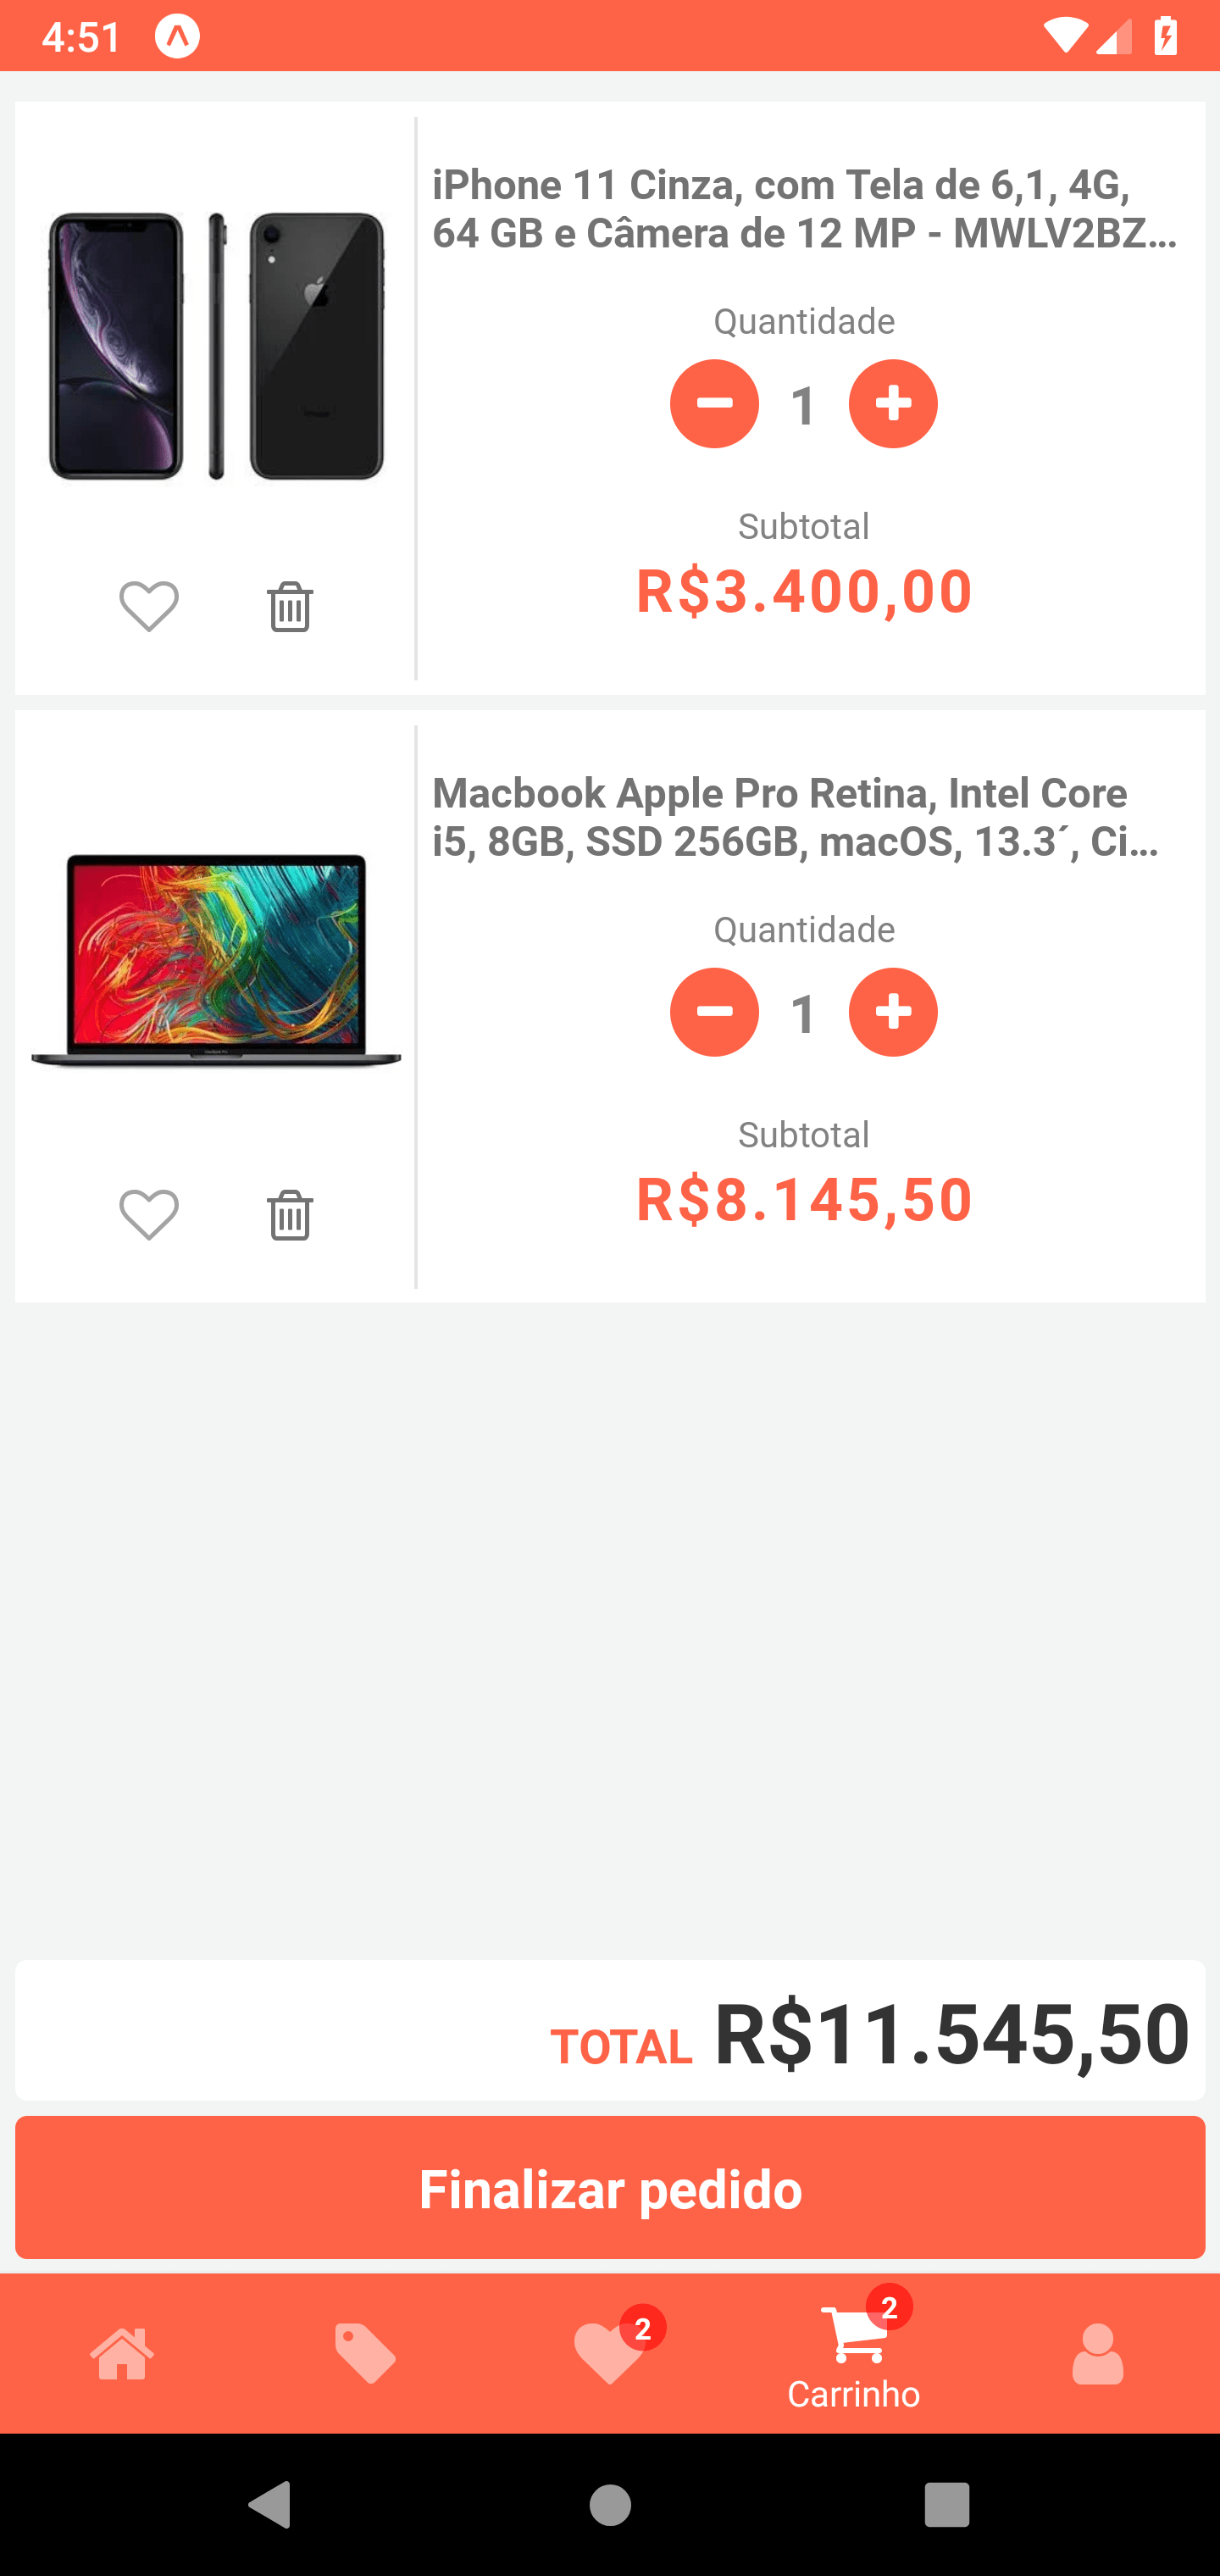 4:51
iPhone 11 Cinza, com Tela de 6,1, 4G,
64 GB e Câmera de 12 MP - MWLV2BZ...
Quantidade
1
Subtotal
R$3.400,00
Macbook Apple Pro Retina, Intel Core
i5, 8GB, SSD 256GB, macOS, 13.3´, Ci...
Quantidade
1
Subtotal
R$8.145,50
TOTAL R$11.545,50
Finalizar pedido
2
2
Carrinho